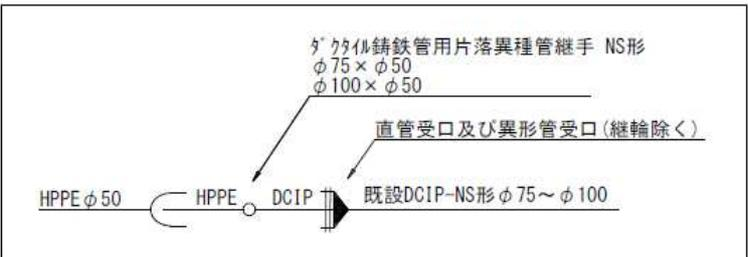 ﾀﾞｸﾀｲﾙ鋳鉄管用片落異種管継手 NS形
φ75×φ50
φ100×φ50
直管受口及び異形管受口(継輪除く)
HPPEφ50 HPPE DCIP 既設DCIP-NS形φ75～φ100